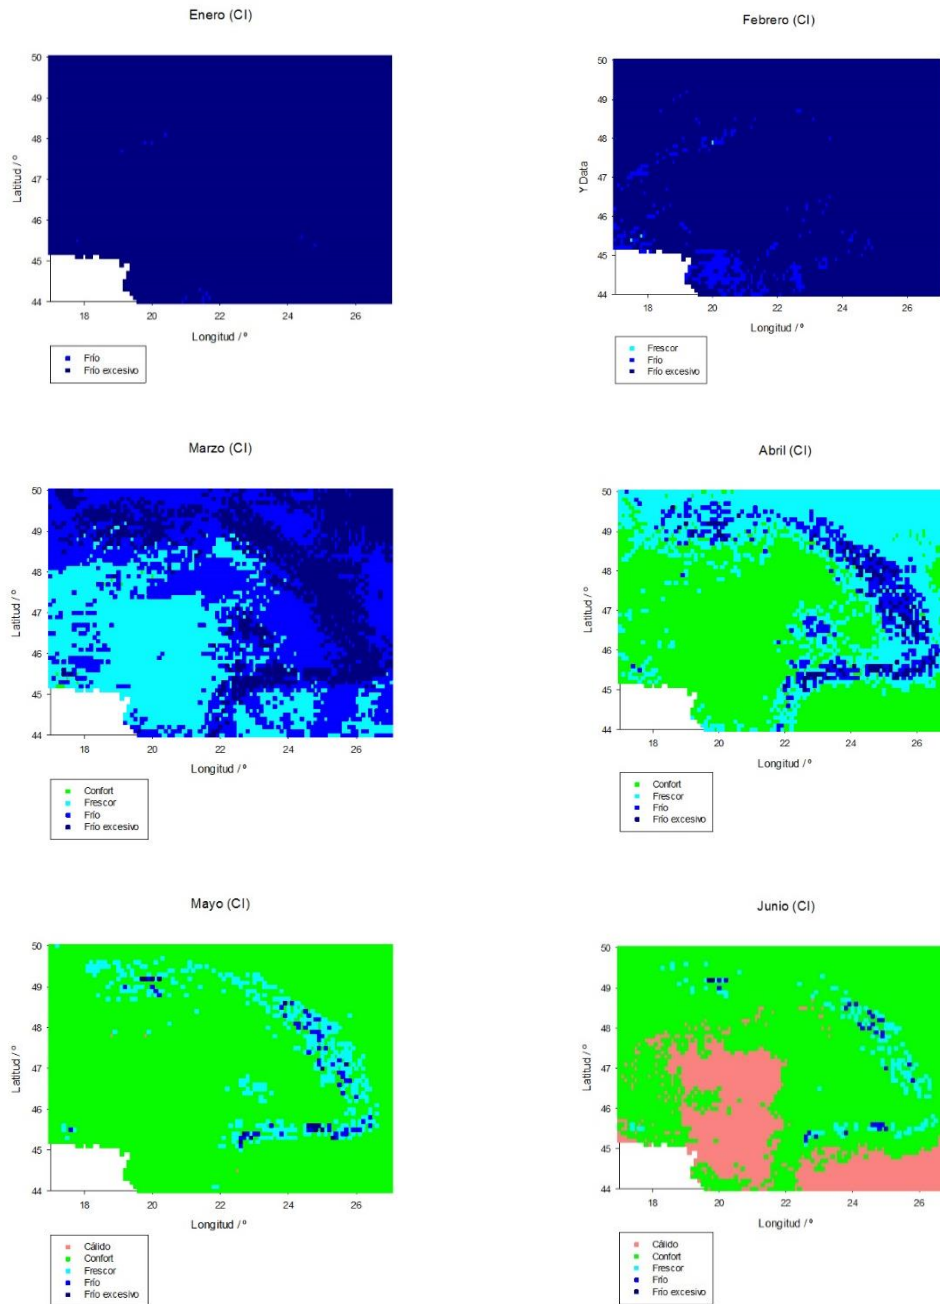 Enero (CI)
Latitud / º
50
49
48
47
46
45
44
18 20 22 24 26
Longitud / º
Frío
Frío excesivo
Febrero (CI)
Y Data
50
49
48
47
46
45
44
18 20 22 24 26
Longitud / º
Frescor
Frío
Frío excesivo
Marzo (CI)
Latitud / º
50
49
48
47
46
45
44
18 20 22 24 26
Longitud / º
Confort
Frescor
Frío
Frío excesivo
Abril (CI)
Latitud / º
50
49
48
47
46
45
44
18 20 22 24 26
Longitud / º
Confort
Frescor
Frío
Frío excesivo
Mayo (CI)
Latitud / º
50
49
48
47
46
45
44
18 20 22 24 26
Longitud / º
Cálido
Confort
Frescor
Frío
Frío excesivo
Junio (CI)
Latitud / º
50
49
48
47
46
45
44
18 20 22 24 26
Longitud / º
Cálido
Confort
Frescor
Frío
Frío excesivo